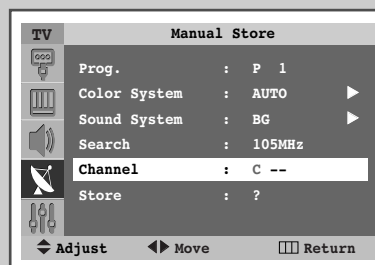 TV Manual Store
Prog. : P 1
Color System : AUTO
Sound System : BG
Search : 105MHz
Channel : C --
Store : ?
Adjust Move Return